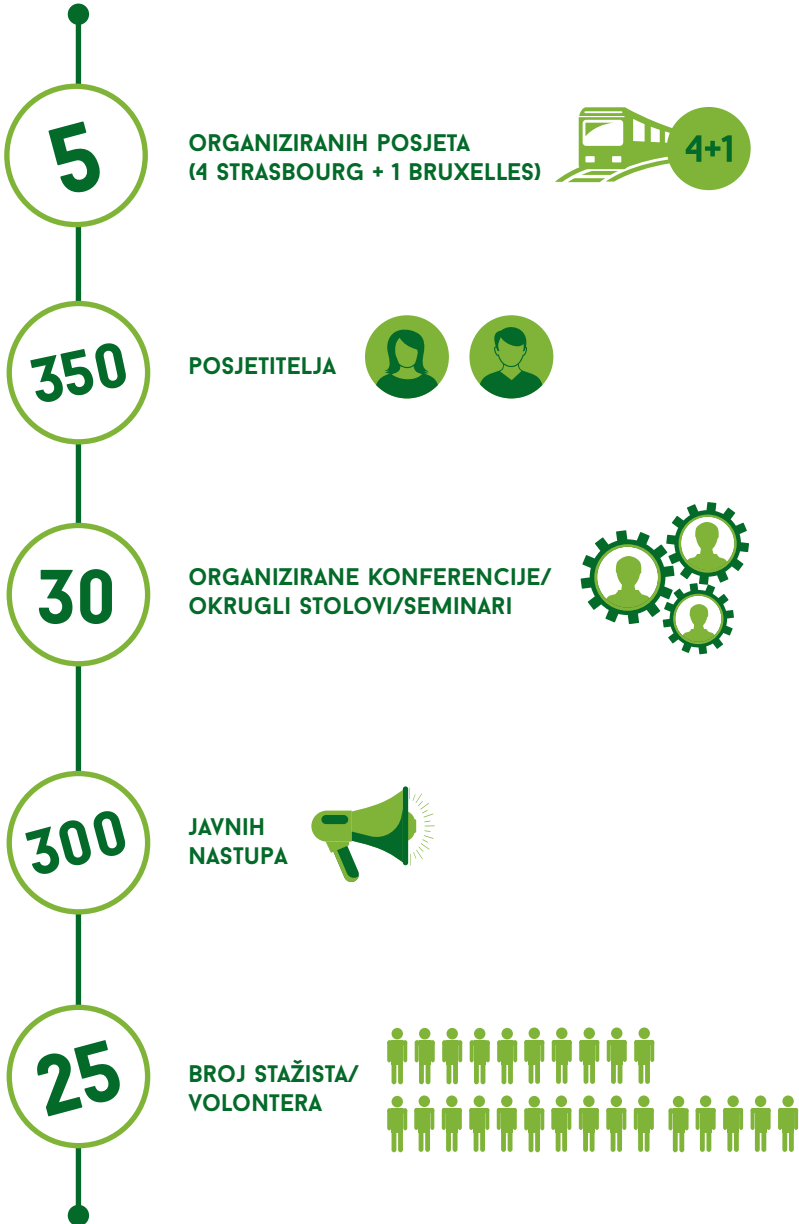 5
ORGANIZIRANIH POSJETA
(4 STRASBOURG + 1 BRUXELLES)
4+1
350
POSJETITELJA
30
ORGANIZIRANE KONFERENCIJE/
OKRUGLI STOLOVI/SEMINARI
300
JAVNIH
NASTUPA
25
BROJ STAŽISTA/
VOLONTERA